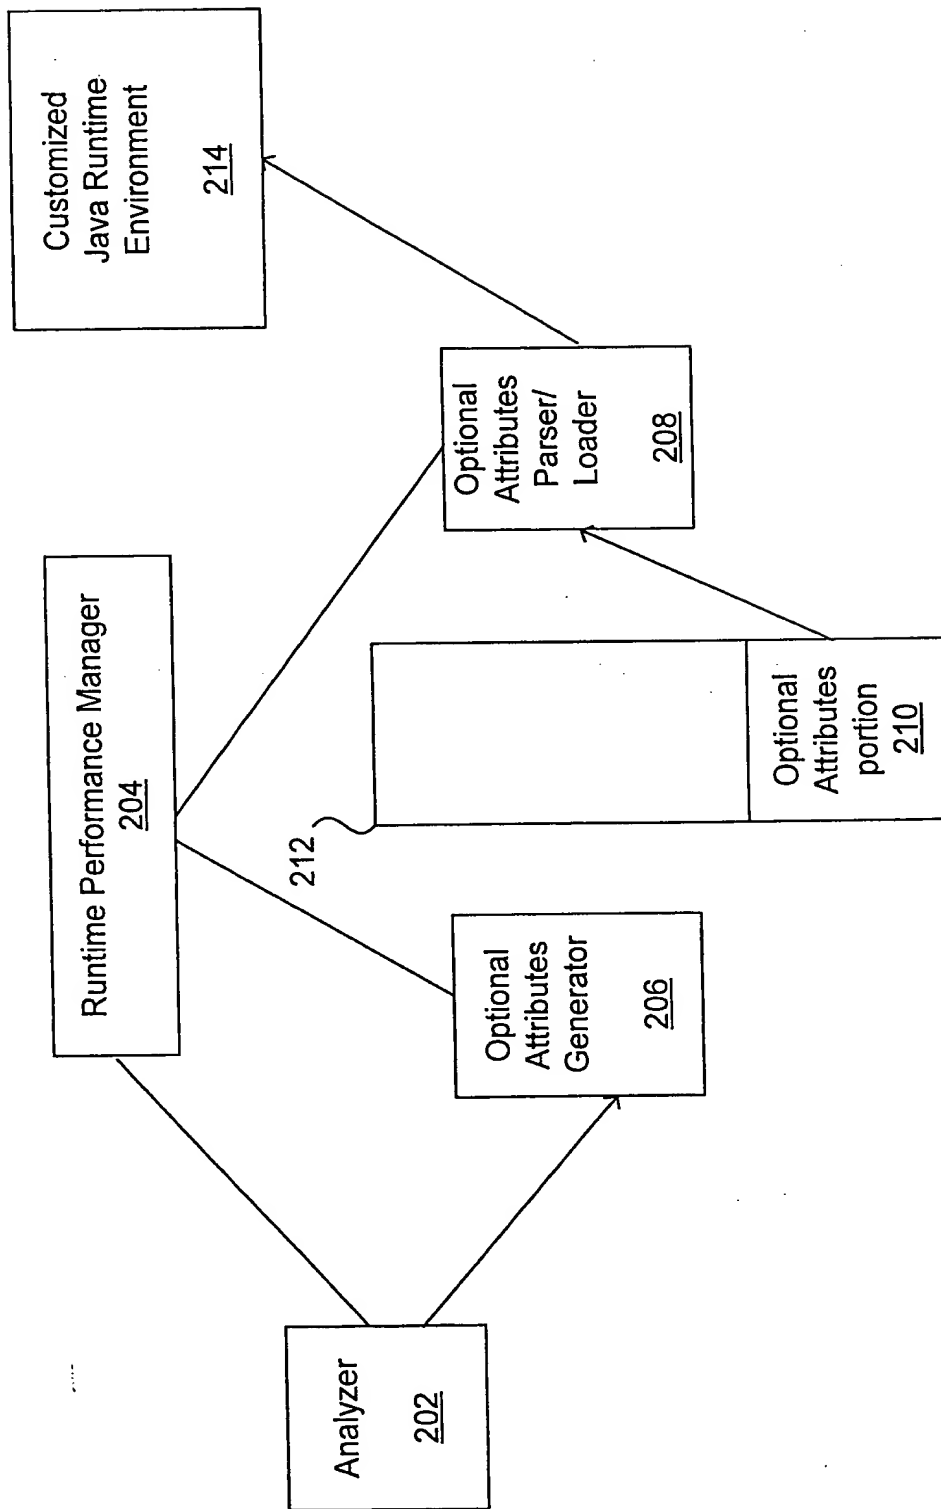 Analyzer
202
Runtime Performance Manager
204
Optional
Attributes
Generator
206
212
Optional
Attributes
portion
210
Optional
Attributes
Parser/
Loader
208
Customized
Java Runtime
Environment
214